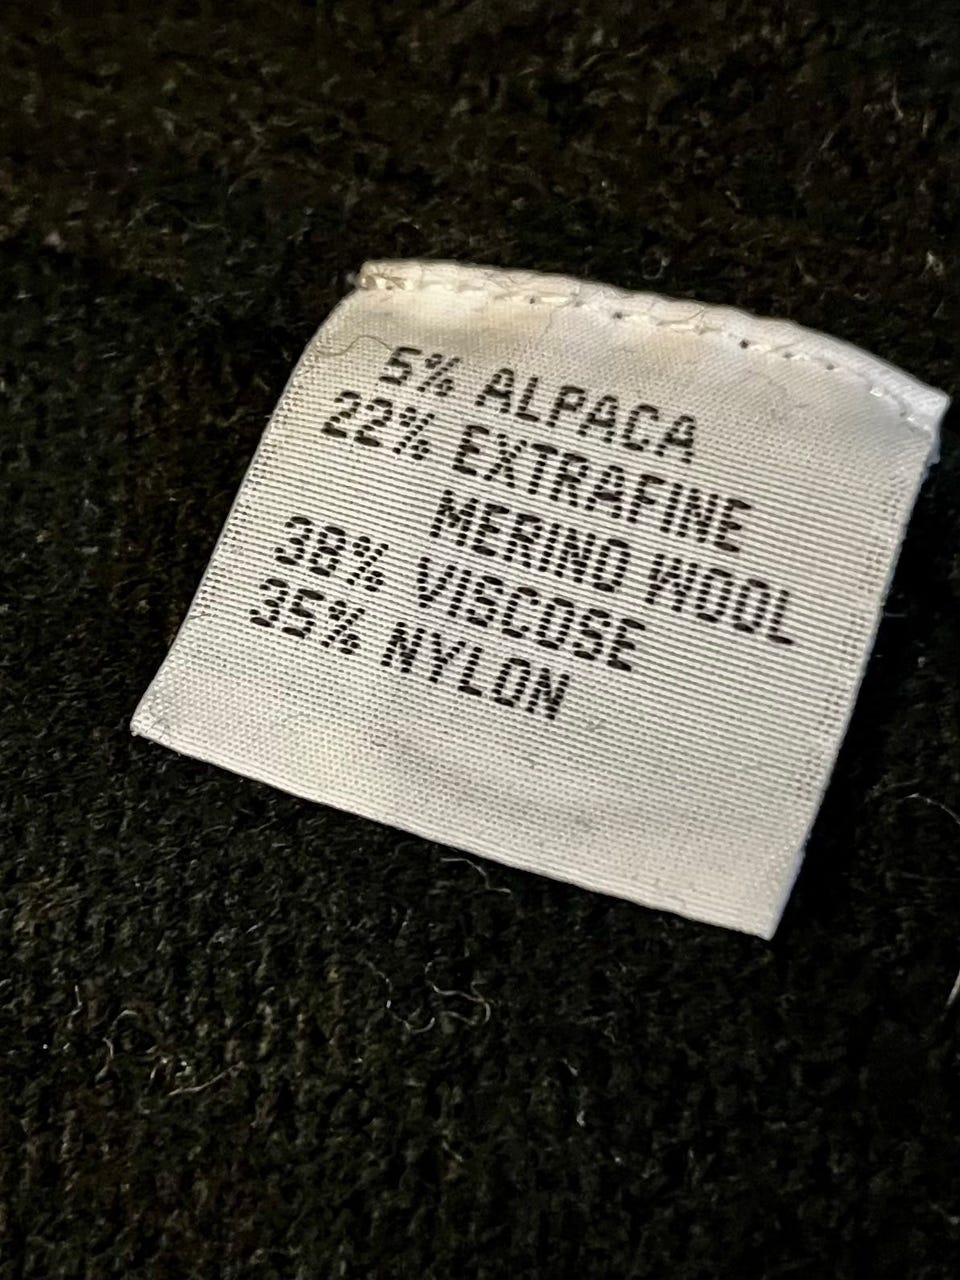 5% ALPACA
22% EXTRAFINE
MERINO WOOL
38% VISCOSE
35% NYLON